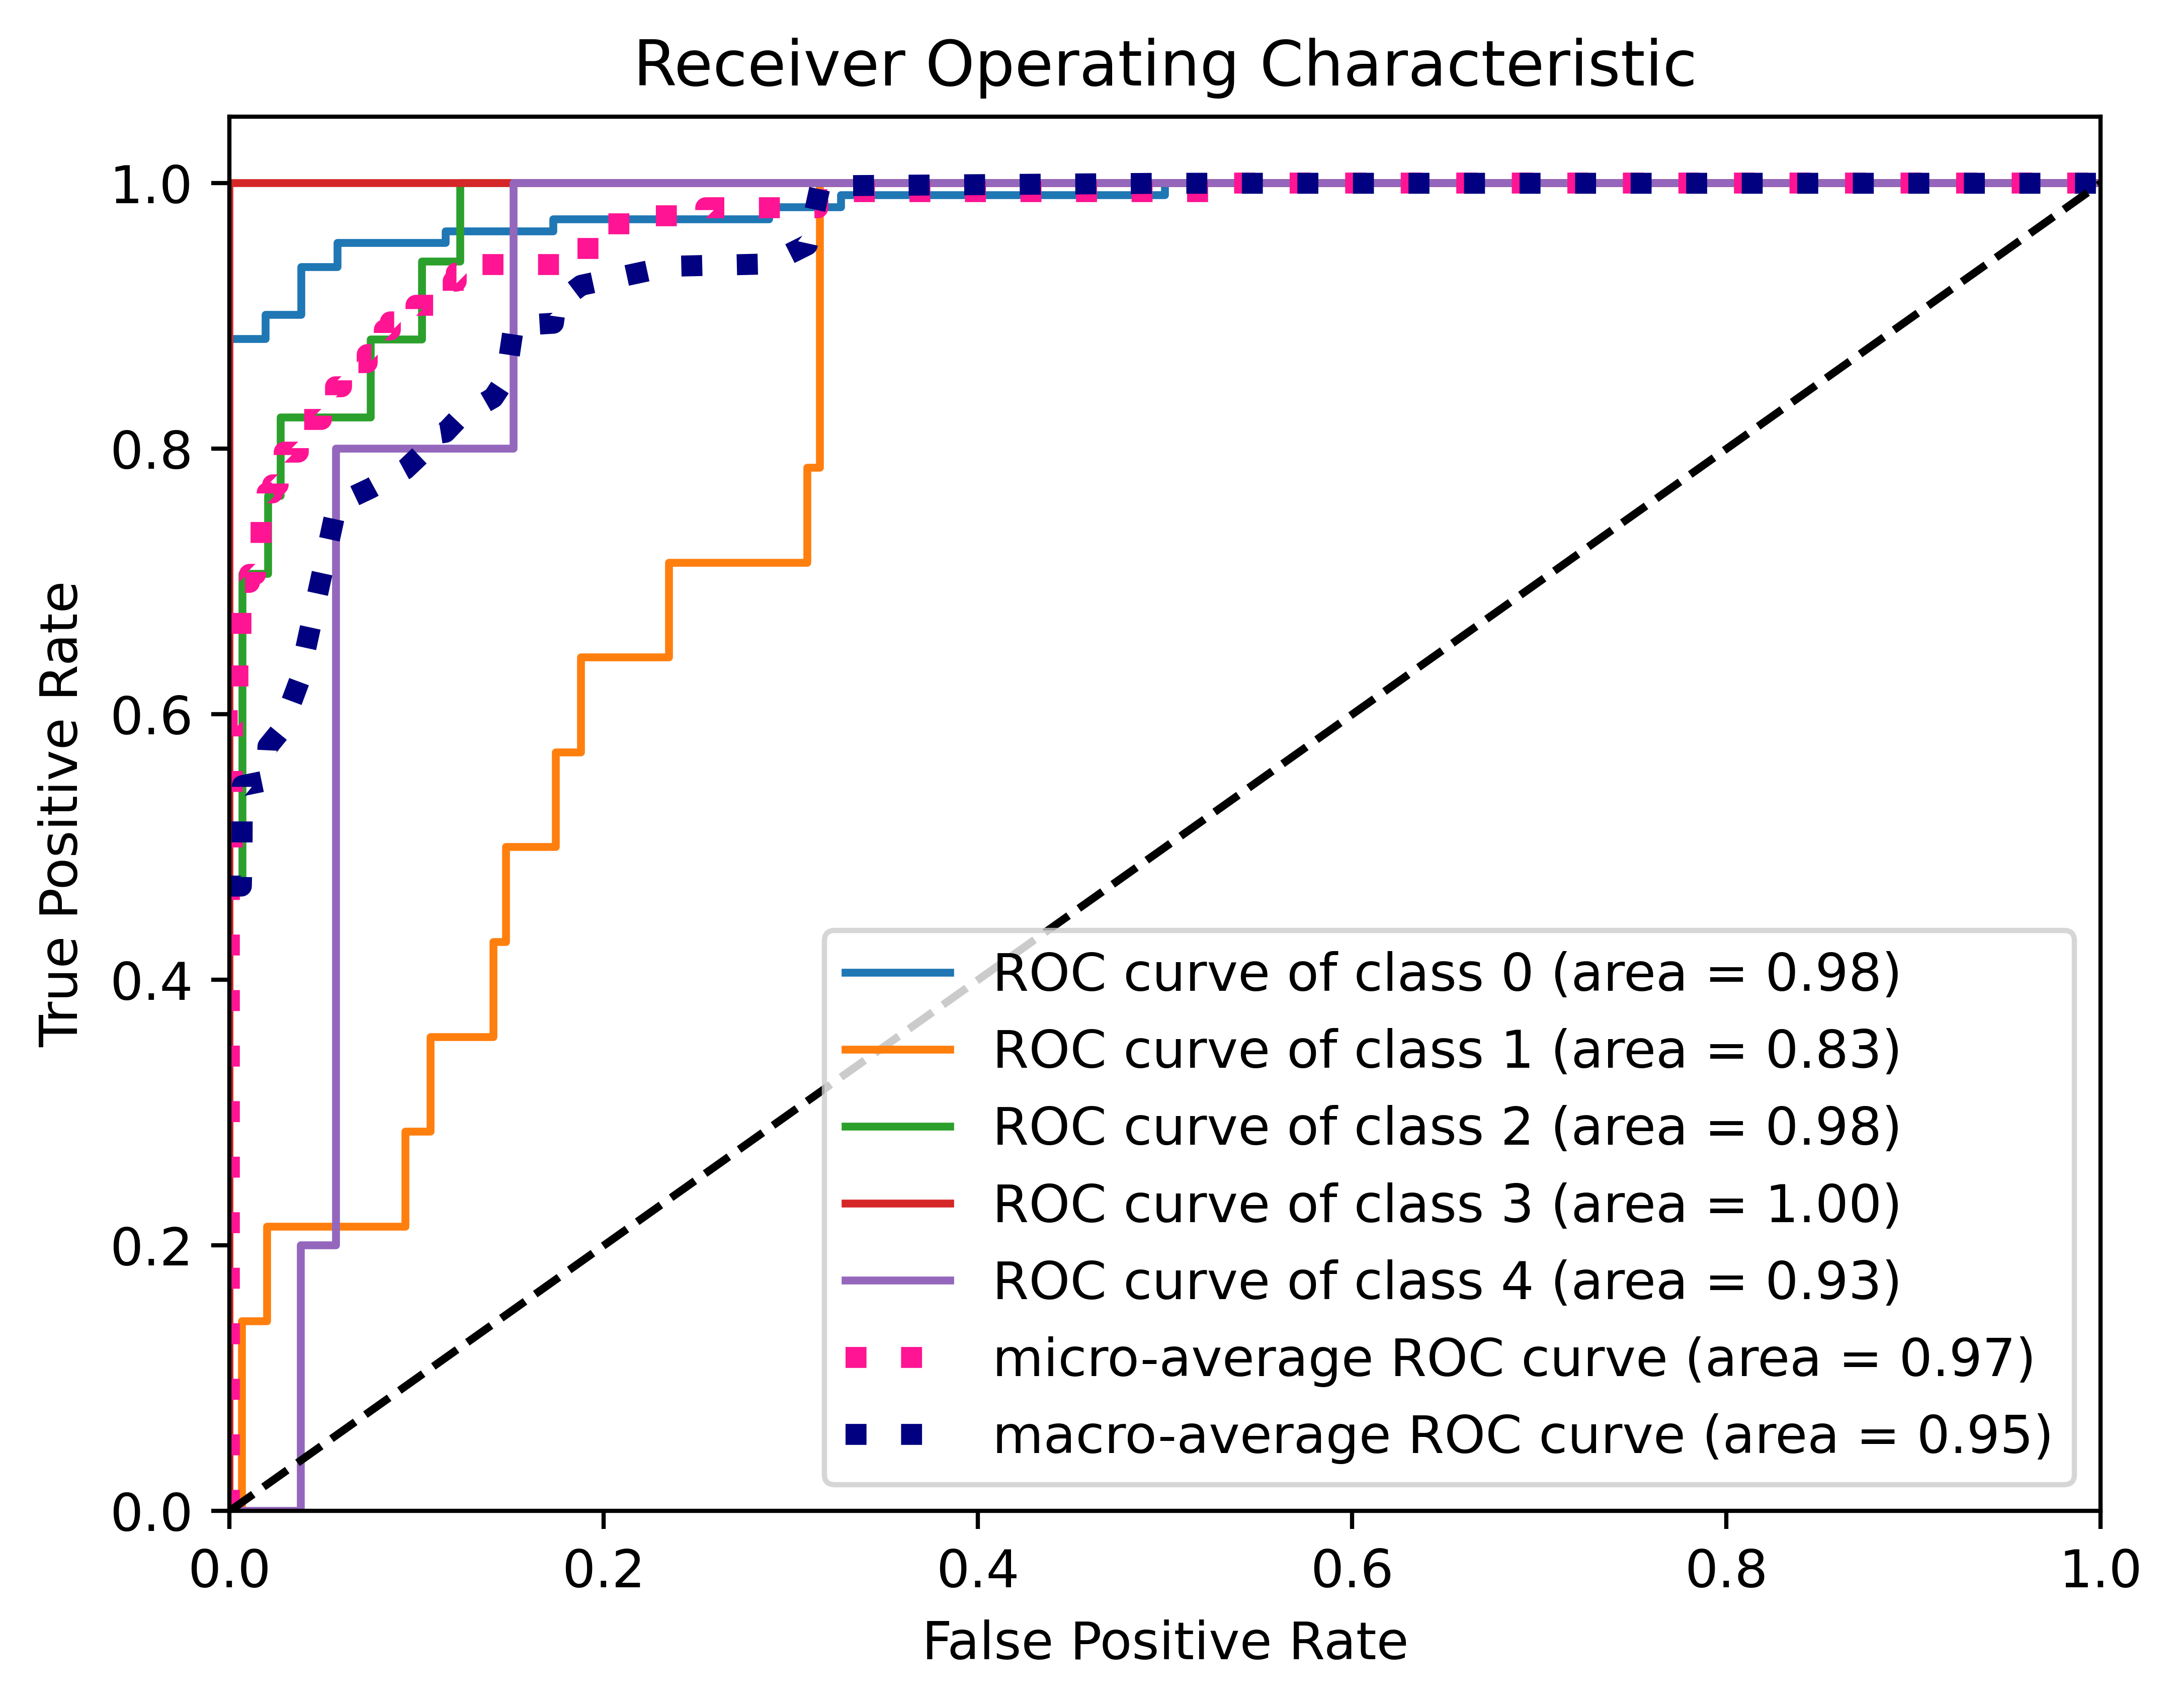 Receiver Operating Characteristic
1.0
0.8
0.6
0.4
0.2
0.0
True Positive Rate
ROC curve of class 0 (area = 0.98)
ROC curve of class 1 (area = 0.83)
ROC curve of class 2 (area = 0.98)
ROC curve of class 3 (area = 1.00)
ROC curve of class 4 (area = 0.93)
micro-average ROC curve (area = 0.97)
macro-average ROC curve (area = 0.95)
0.0 0.2 0.4 0.6 0.8 1.0
False Positive Rate